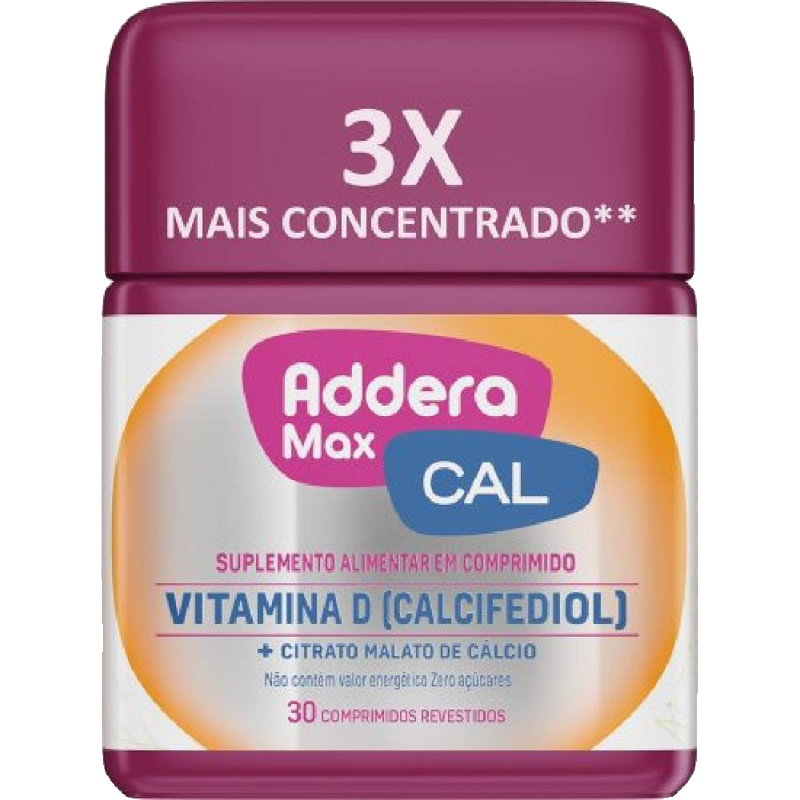 3X
MAIS CONCENTRADO**
Addera
Max
CAL
SUPLEMENTO ALIMENTAR EM COMPRIMIDO
VITAMINA D (CALCIFEDIOL)
+ CITRATO MALATO DE CÁLCIO
Não contém valor energético Zero açúcares
30 COMPRIMIDOS REVESTIDOS